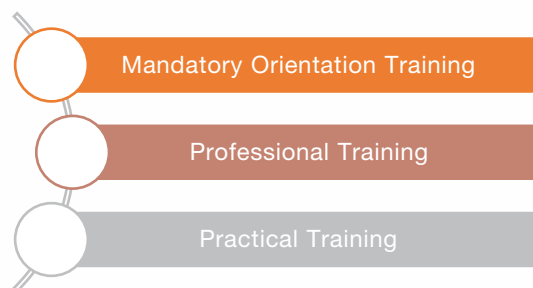 Mandatory Orientation Training
Professional Training
Practical Training